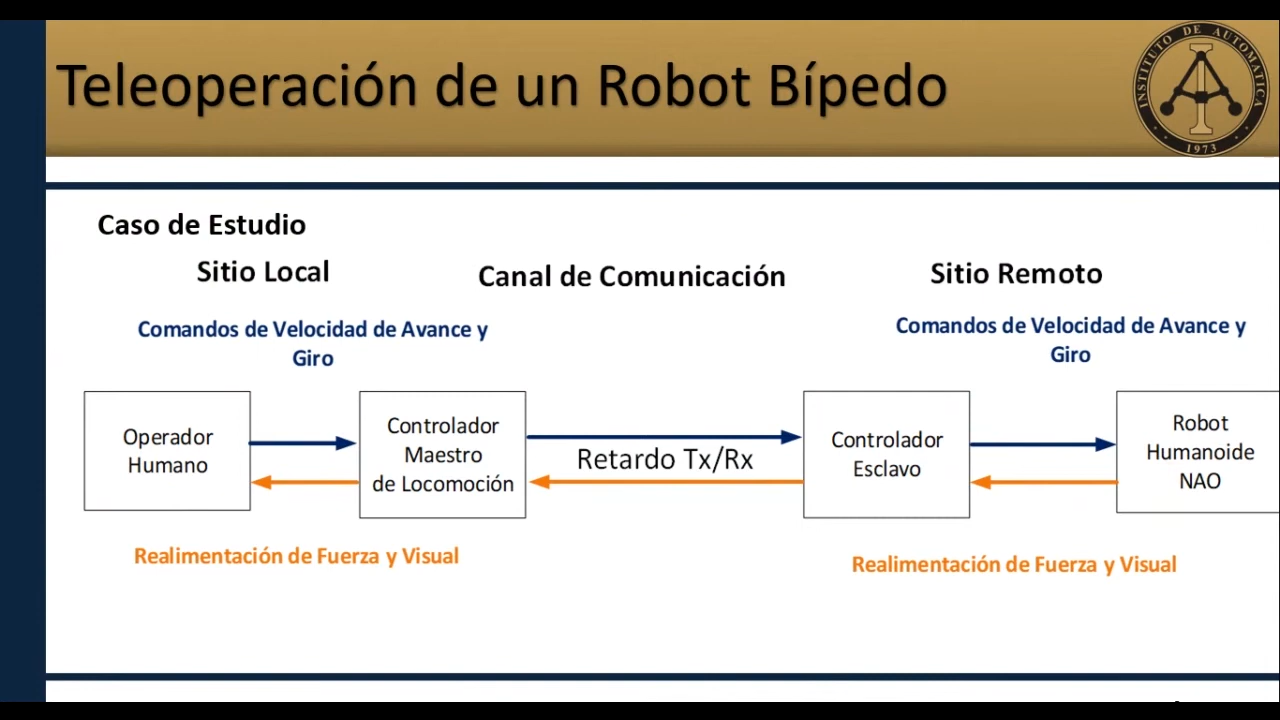 Teleoperación de un Robot Bípedo
INSTITUTO DE AUTOMATICA
1973
Caso de Estudio
Sitio Local
Canal de Comunicación
Sitio Remoto
Comandos de Velocidad de Avance y
Giro
Comandos de Velocidad de Avance y
Giro
Operador
Humano
Controlador
Maestro
de Locomoción
Retardo Tx/Rx
Controlador
Esclavo
Robot
Humanoide
NAO
Realimentación de Fuerza y Visual
Realimentación de Fuerza y Visual